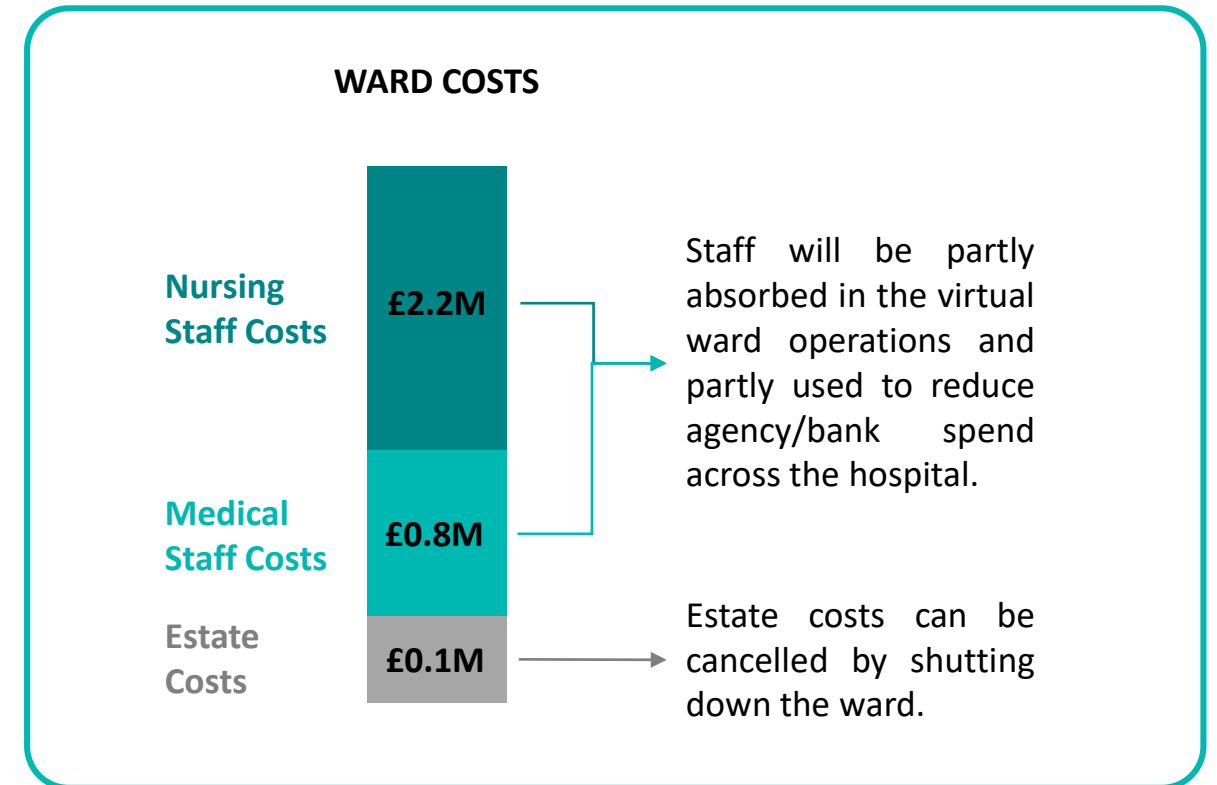 WARD COSTS
Nursing
Staff Costs
£2.2M
Staff will be partly
absorbed in the virtual
ward operations and
partly used to reduce
agency/bank spend
across the hospital.
Medical
Staff Costs
£0.8M
Estate
Costs
£0.1M
Estate costs can be
cancelled by shutting
down the ward.